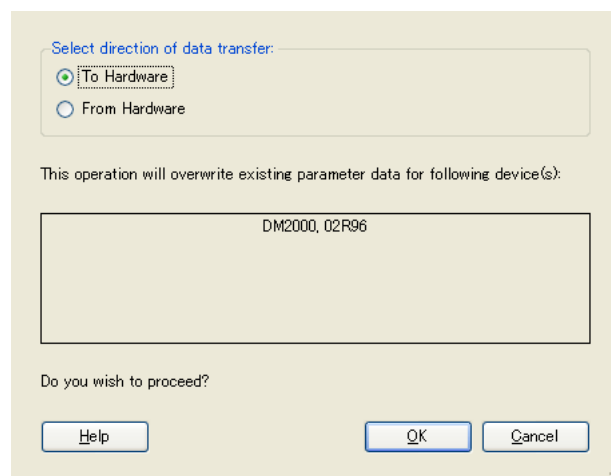 Select direction of data transfer:
To Hardware
From Hardware
This operation will overwrite existing parameter data for following device(s):
DM2000, 02R96
Do you wish to proceed?
Help
OK
Cancel